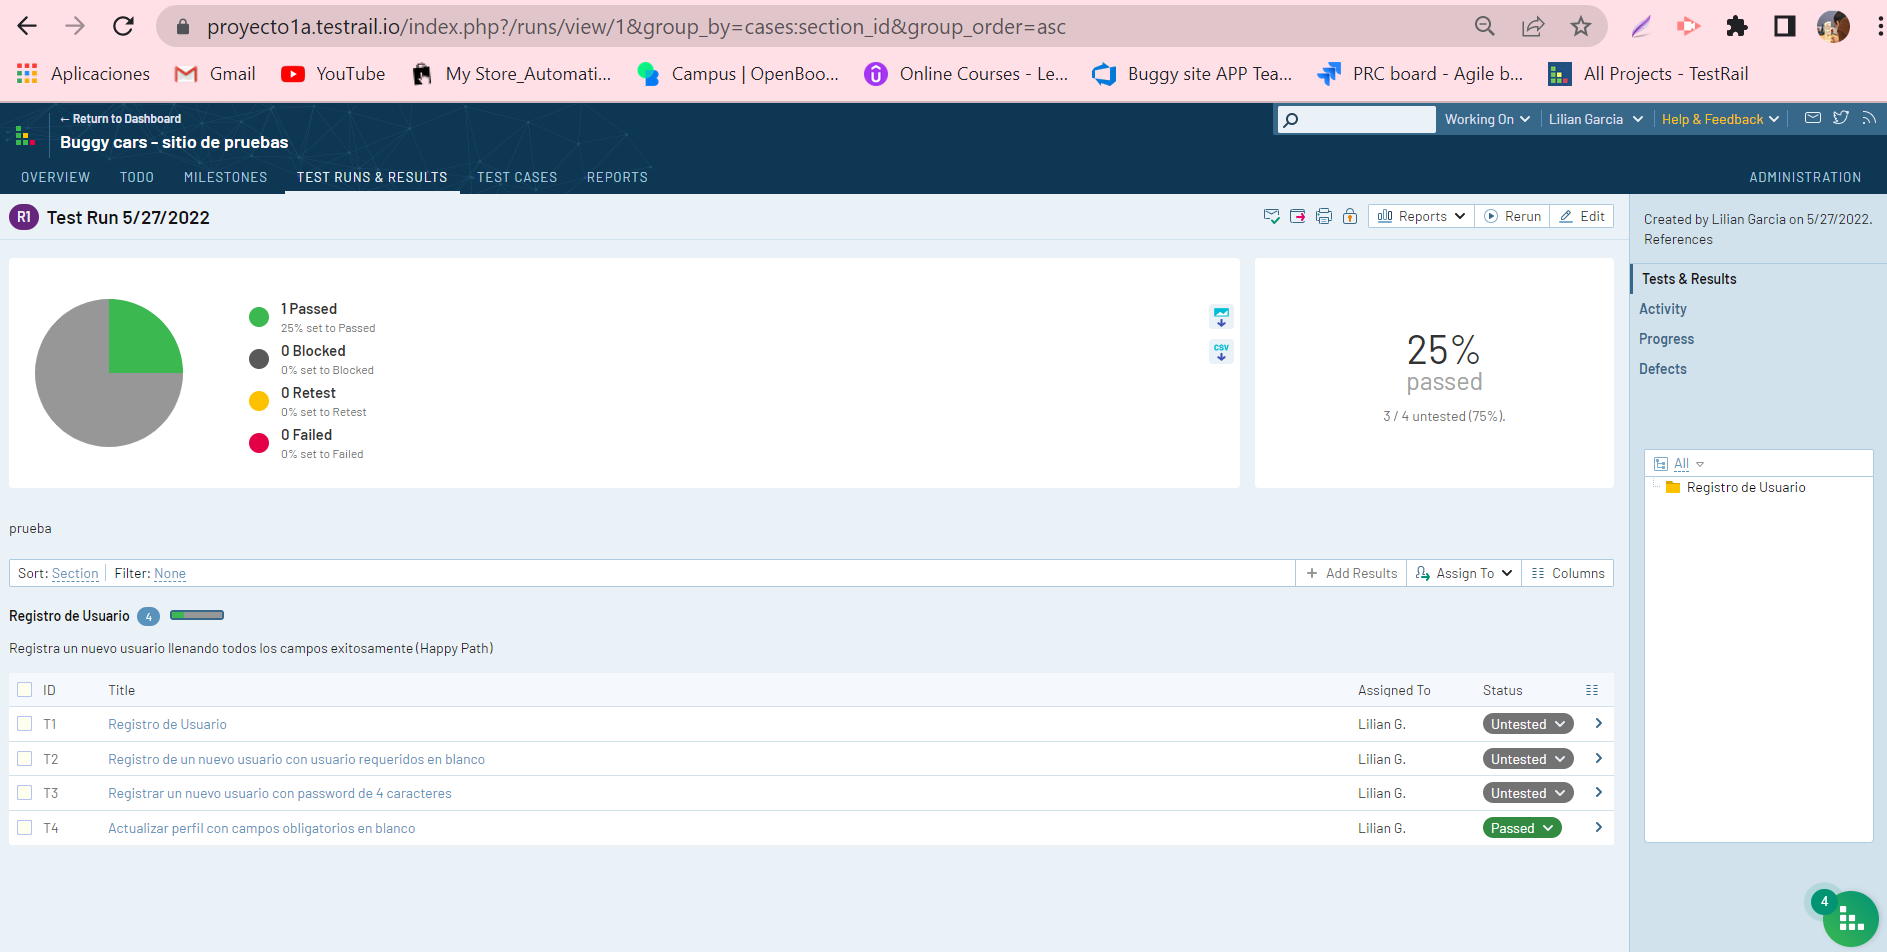 proyecto1a.testrail.io/index.php?/runs/view/1&group_by=cases:section_id&group_order=asc
Aplicaciones Gmail YouTube My Store_Automati... Campus | OpenBoo... Online Courses - Le... Buggy site APP Tea... PRC board - Agile b... All Projects - TestRail
← Return to Dashboard
Buggy cars - sitio de pruebas
Working On Lilian Garcia Help & Feedback
OVERVIEW TODO MILESTONES TEST RUNS & RESULTS TEST CASES REPORTS ADMINISTRATION
R1 Test Run 5/27/2022
Reports Rerun Edit
Created by Lilian Garcia on 5/27/2022.
References
Tests & Results
Activity
Progress
Defects
1 Passed
25% set to Passed
0 Blocked
0% set to Blocked
0 Retest
0% set to Retest
0 Failed
0% set to Failed
CSV
25%
passed
3 / 4 untested (75%).
All
Registro de Usuario
prueba
Sort: Section Filter: None
+ Add Results Assign To Columns
Registro de Usuario 4
Registra un nuevo usuario llenando todos los campos exitosamente (Happy Path)
ID Title Assigned To Status
T1 Registro de Usuario Lilian G. Untested
T2 Registro de un nuevo usuario con usuario requeridos en blanco Lilian G. Untested
T3 Registrar un nuevo usuario con password de 4 caracteres Lilian G. Untested
T4 Actualizar perfil con campos obligatorios en blanco Lilian G. Passed
4